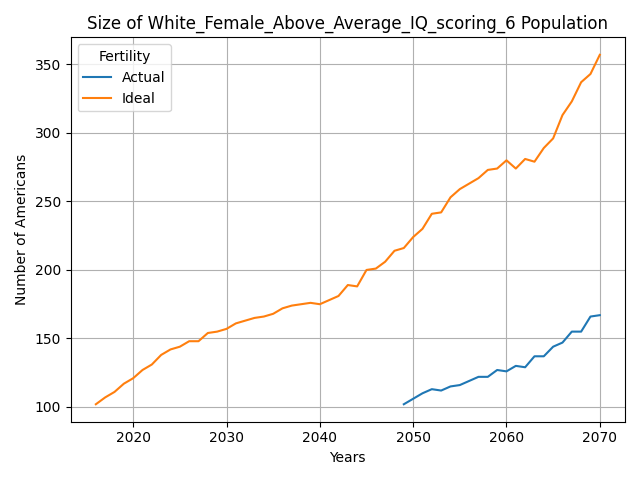 Size of White_Female_Above_Average_IQ_scoring_6 Population
Fertility
Actual
Ideal
Number of Americans
350
300
250
200
150
100
2020
2030
2040
2050
2060
2070
Years